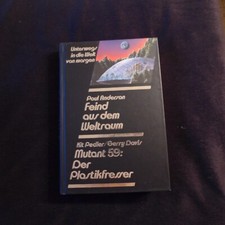 Unterwegs
in die Welt
von morgen
Poul Anderson
Feind
aus dem
Weltraum
Kit Pedler/Gerry Davis
Mutant 59:
Der
Plastikfresser